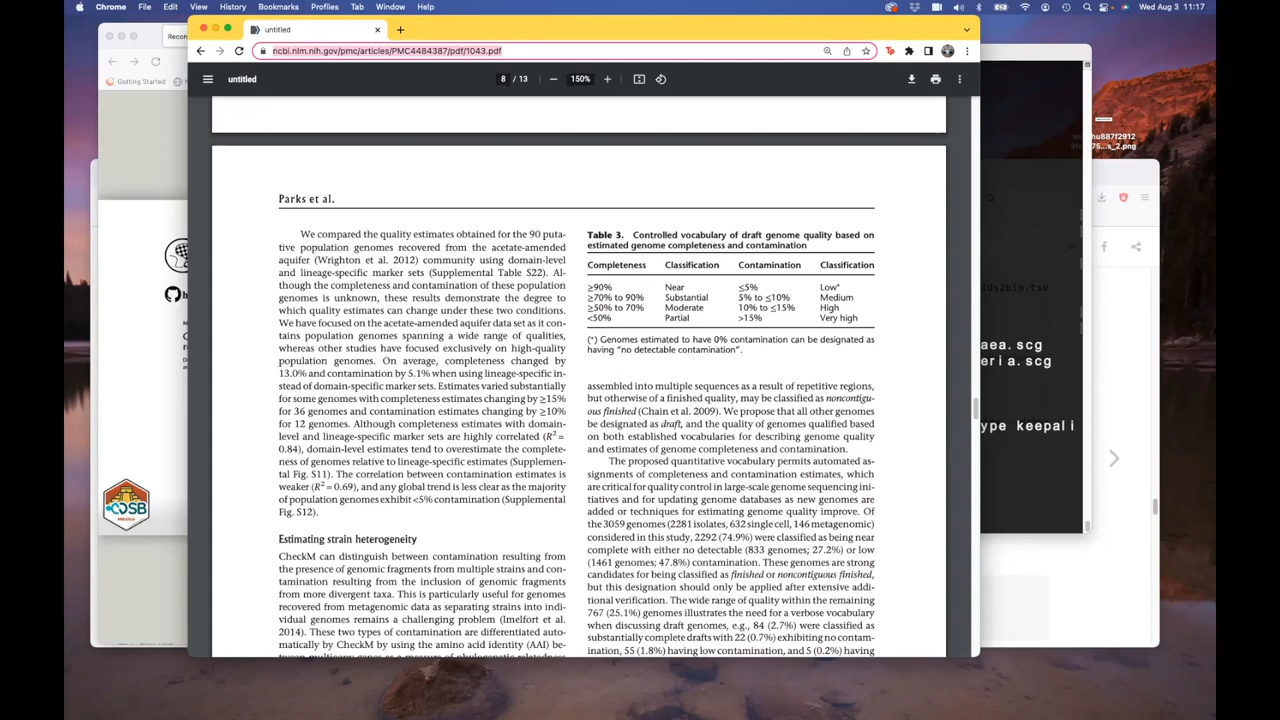 Chrome File Edit View History Bookmarks Profiles Tab Window Help
Wed Aug 3 11:17
Recon
untitled
Getting Started
ncbi.nlm.nih.gov/pmc/articles/PMC4484387/pdf/1043.pdf
untitled
8 / 13
150%
Parks et al.
We compared the quality estimates obtained for the 90 puta-
tive population genomes recovered from the acetate-amended
aquifer (Wrighton et al. 2012) community using domain-level
and lineage-specific marker sets (Supplemental Table S22). Al-
though the completeness and contamination of these population
genomes is unknown, these results demonstrate the degree to
which quality estimates can change under these two conditions.
We have focused on the acetate-amended aquifer data set as it con-
tains population genomes spanning a wide range of qualities,
whereas other studies have focused exclusively on high-quality
population genomes. On average, completeness changed by
13.0% and contamination by 5.1% when using lineage-specific in-
stead of domain-specific marker sets. Estimates varied substantially
for some genomes with completeness estimates changing by ≥15%
for 36 genomes and contamination estimates changing by ≥10%
for 12 genomes. Although completeness estimates with domain-
level and lineage-specific marker sets are highly correlated (R² =
0.84), domain-level estimates tend to overestimate the complete-
ness of genomes relative to lineage-specific estimates (Supplemen-
tal Fig. S11). The correlation between contamination estimates is
weaker (R² = 0.69), and any global trend is less clear as the majority
of population genomes exhibit <5% contamination (Supplemental
Fig. S12).
Estimating strain heterogeneity
CheckM can distinguish between contamination resulting from
the presence of genomic fragments from multiple strains and con-
tamination resulting from the inclusion of genomic fragments
from more divergent taxa. This is particularly useful for genomes
recovered from metagenomic data as separating strains into indi-
vidual genomes remains a challenging problem (Imelfort et al.
2014). These two types of contamination are differentiated auto-
matically by CheckM by using the amino acid identity (AAI) be-
tween multicopy genes as a measure of phylogenetic relatedness
Table 3. Controlled vocabulary of draft genome quality based on
estimated genome completeness and contamination
Completeness Classification Contamination Classification
≥90% Near ≤5% Low*
≥70% to 90% Substantial 5% to ≤10% Medium
≥50% to 70% Moderate 10% to ≤15% High
<50% Partial >15% Very high
(*) Genomes estimated to have 0% contamination can be designated as
having “no detectable contamination”.
assembled into multiple sequences as a result of repetitive regions,
but otherwise of a finished quality, may be classified as noncontigu-
ous finished (Chain et al. 2009). We propose that all other genomes
be designated as draft, and the quality of genomes qualified based
on both established vocabularies for describing genome quality
and estimates of genome completeness and contamination.
The proposed quantitative vocabulary permits automated as-
signments of completeness and contamination estimates, which
are critical for quality control in large-scale genome sequencing ini-
tiatives and for updating genome databases as new genomes are
added or techniques for estimating genome quality improve. Of
the 3059 genomes (2281 isolates, 632 single cell, 146 metagenomic)
considered in this study, 2292 (74.9%) were classified as being near
complete with either no detectable (833 genomes; 27.2%) or low
(1461 genomes; 47.8%) contamination. These genomes are strong
candidates for being classified as finished or noncontiguous finished,
but this designation should only be applied after extensive addi-
tional verification. The wide range of quality within the remaining
767 (25.1%) genomes illustrates the need for a verbose vocabulary
when discussing draft genomes, e.g., 84 (2.7%) were classified as
substantially complete drafts with 22 (0.7%) exhibiting no contam-
ination, 55 (1.8%) having low contamination, and 5 (0.2%) having
hu887f2912
75...s_2.png
ids2bin.tsv
aea.scg
eria.scg
ype keepali
México